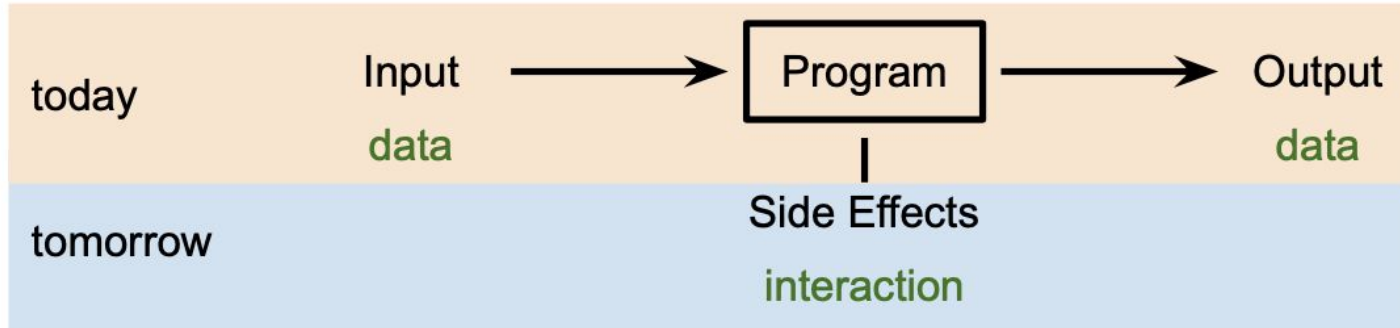 Input
Program
Output
today
data
data
Side Effects
tomorrow
interaction